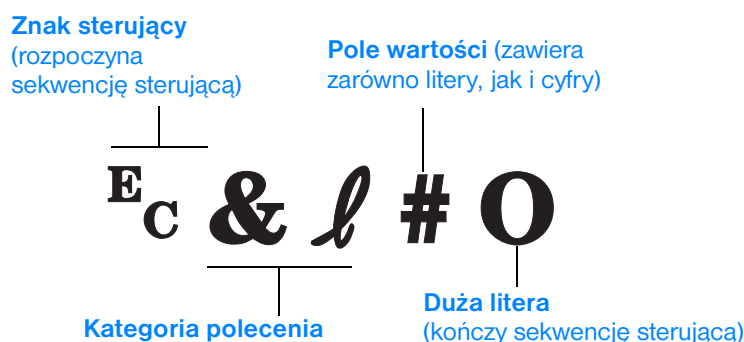 Znak sterujący
(rozpoczyna
sekwencję sterującą)
Pole wartości (zawiera
zarówno litery, jak i cyfry)
EC & ℓ # O
Kategoria polecenia
Duża litera
(kończy sekwencję sterującą)